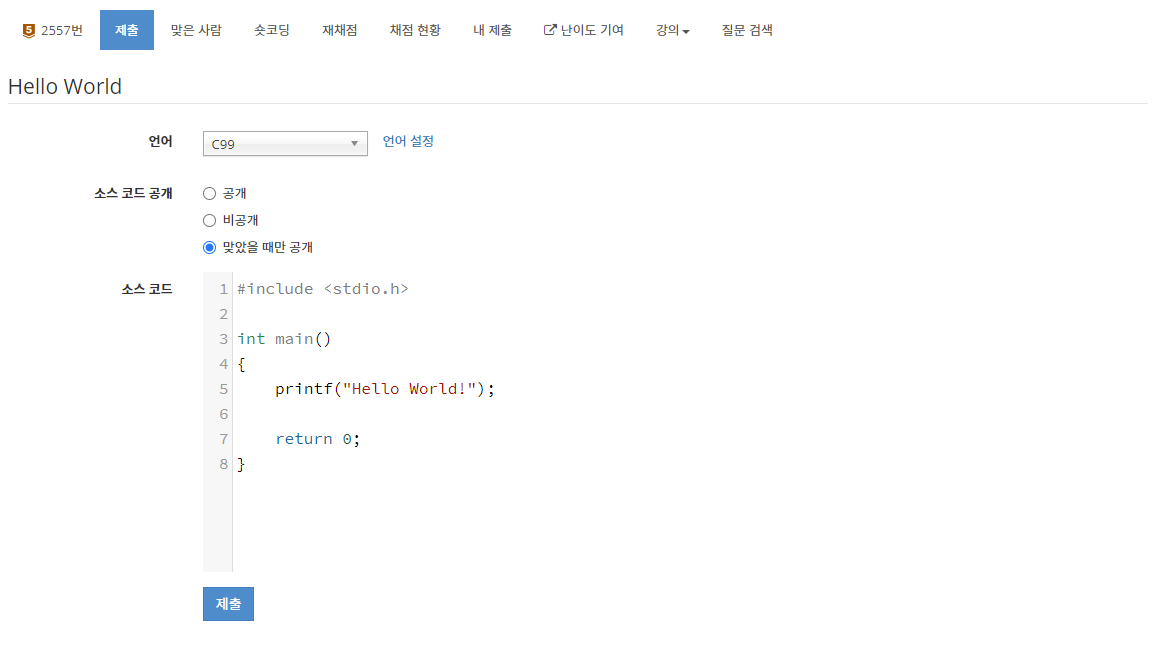 5 2557번 제출 맞은 사람 숏코딩 재채점 채점 현황 내 제출 난이도 기여 강의 질문 검색
Hello World
언어 C99 언어 설정
소스 코드 공개 공개
비공개
맞았을 때만 공개
소스 코드 1 #include <stdio.h>
2
3 int main()
4 {
5     printf("Hello World!");
6
7     return 0;
8 }
제출